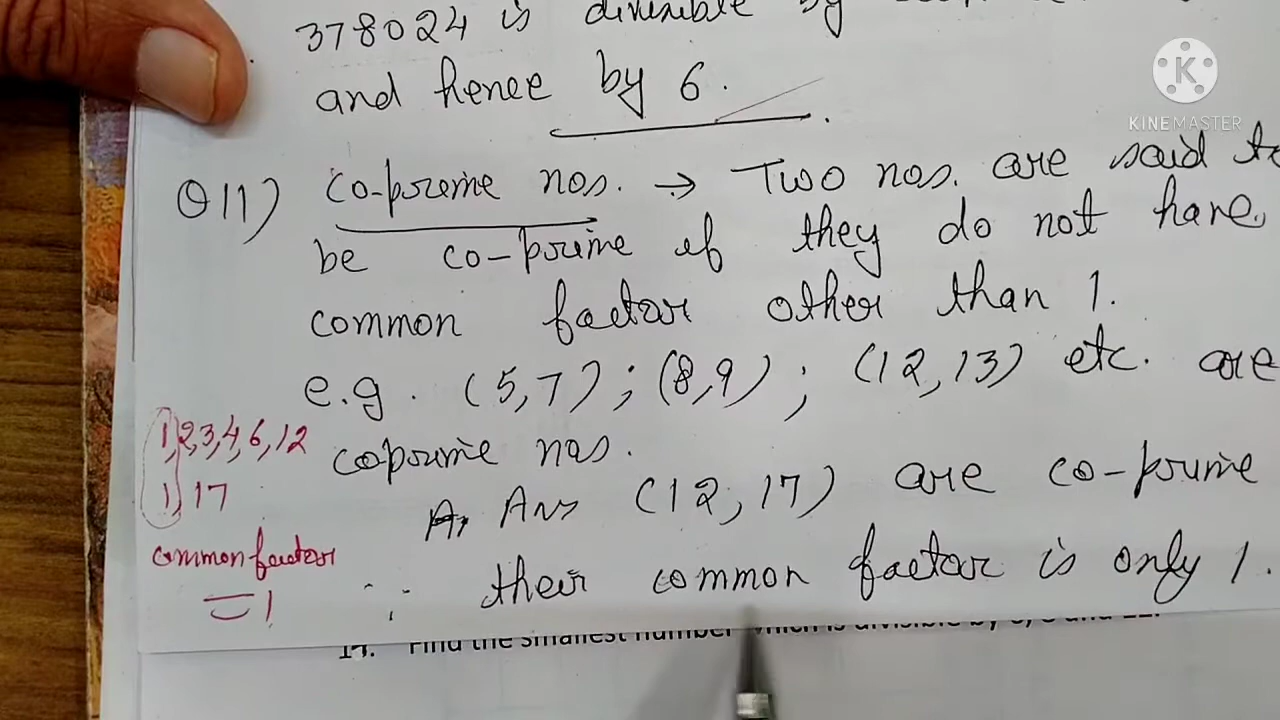 378024 is divisible by
and hence by 6.
KINEMASTER
Q11) co-prime nos. → Two nos. are said to
be co-prime if they do not have
common factor other than 1.
e.g. (5,7); (8,9); (12,13) etc. are
coprime nos.
1,2,3,4,6,12
1,17
common factor
= 1
Ans (12,17) are co-prime
∵ their common factor is only 1.
14. Find the smallest number which is divisible by